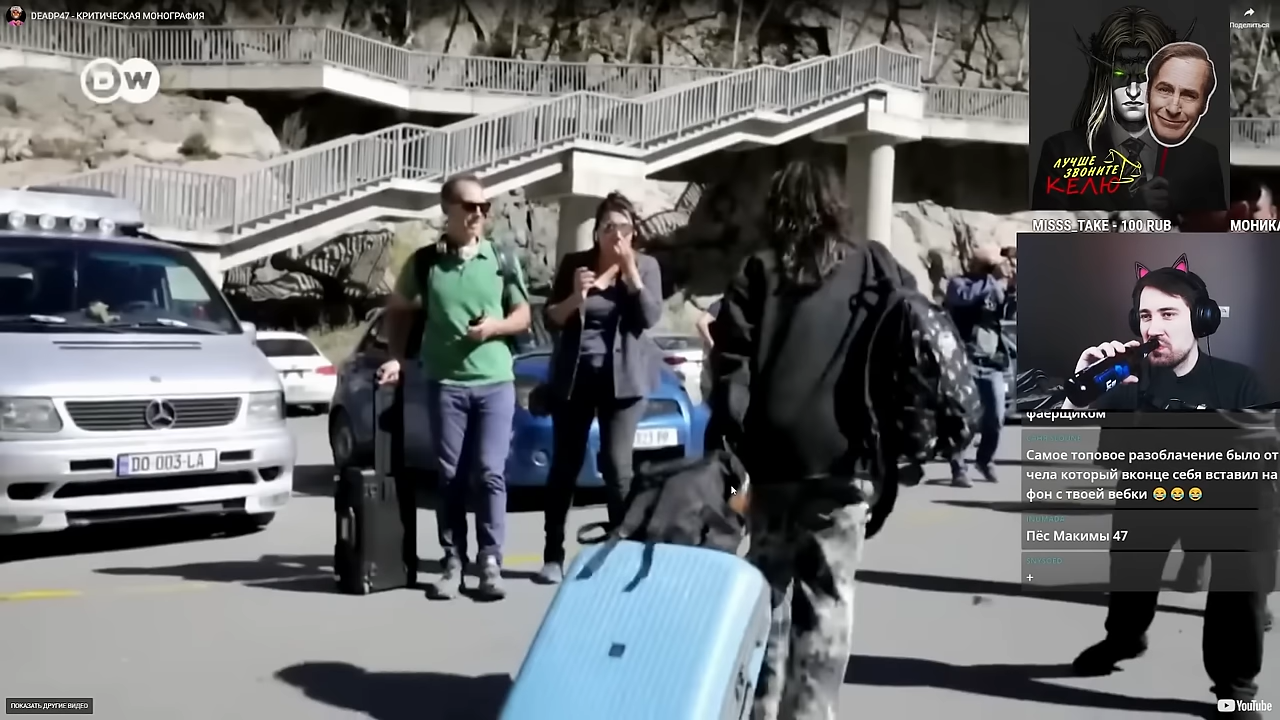 DEADP47 - КРИТИЧЕСКАЯ МОНОГРАФИЯ
Поделиться
DW
ЛУЧШЕ
ЗВОНИТЕ
КЕЛЮ
MISSS_TAKE - 100 RUB
МОНИКА
DO 003-LA
фаерщиком
Самое топовое разоблачение было от
чела который вконце себя вставил на
фон с твоей вебки 😂😂😂
Пёс Макимы 47
+
ПОКАЗАТЬ ДРУГИЕ ВИДЕО
YouTube